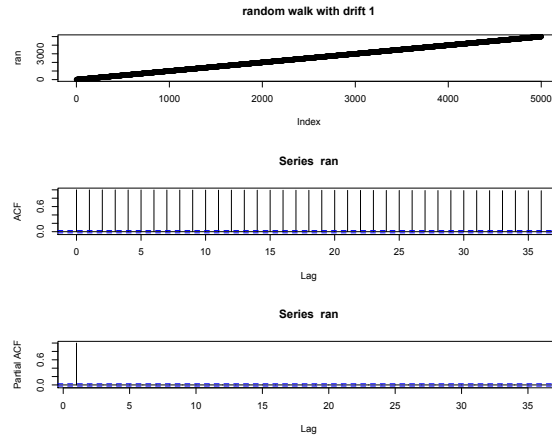 random walk with drift 1
ran
0 3000
0 1000 2000 3000 4000 5000
Index
Series ran
ACF
0.0 0.6
0 5 10 15 20 25 30 35
Lag
Series ran
Partial ACF
0.0 0.6
0 5 10 15 20 25 30 35
Lag